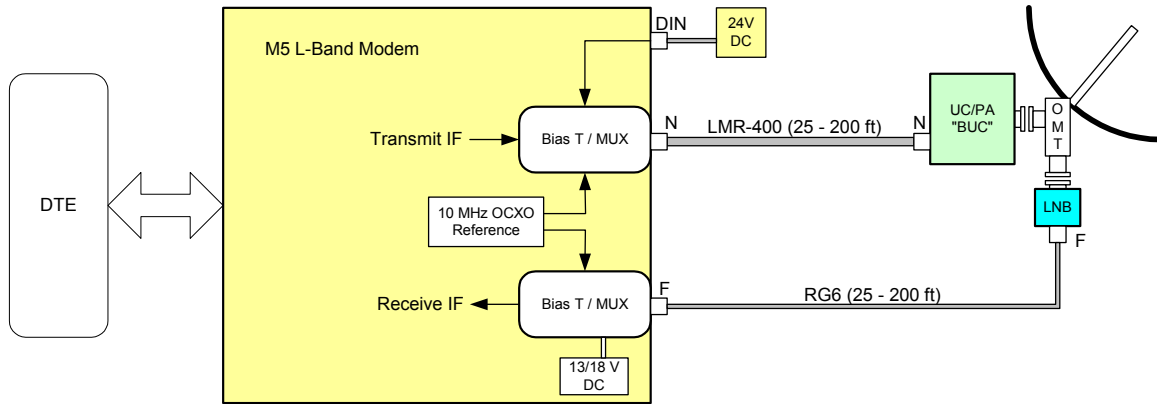 M5 L-Band Modem
DIN
24V
DC
DTE
Transmit IF
Bias T / MUX
N
LMR-400 (25 - 200 ft)
N
UC/PA
"BUC"
O
M
T
10 MHz OCXO
Reference
LNB
F
Receive IF
Bias T / MUX
F
RG6 (25 - 200 ft)
13/18 V
DC